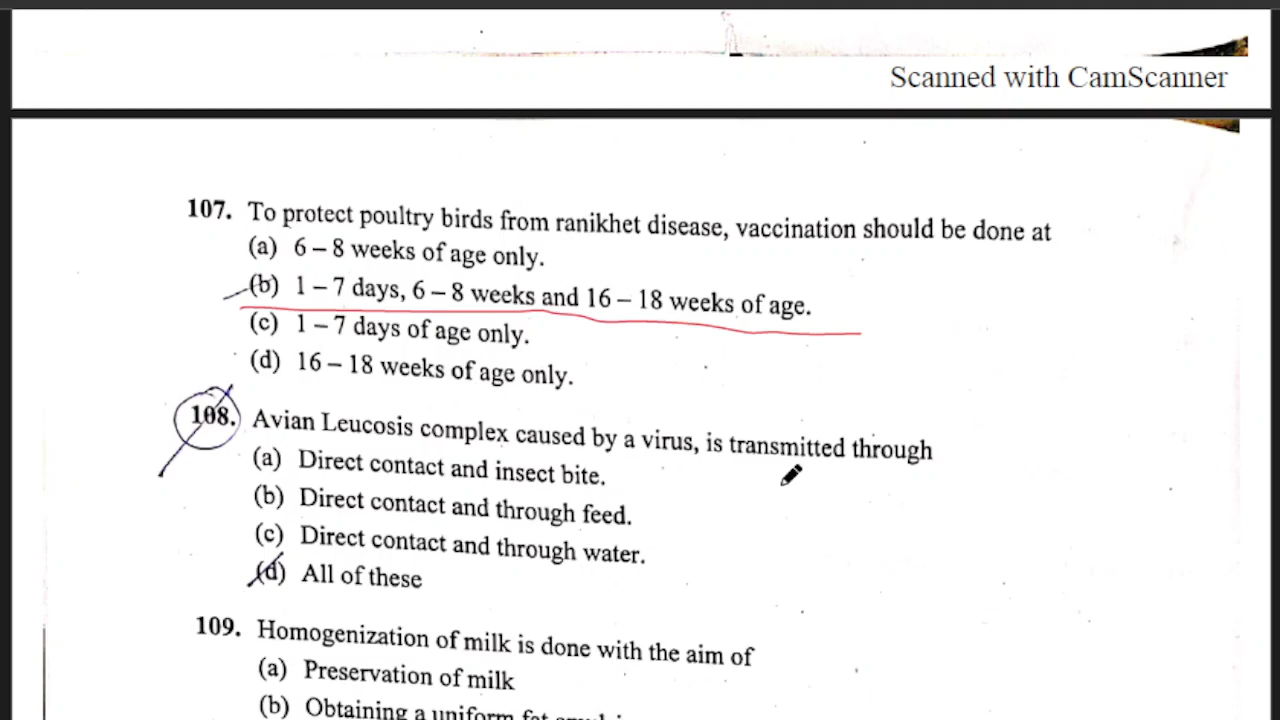 Scanned with CamScanner
107. To protect poultry birds from ranikhet disease, vaccination should be done at
(a) 6 – 8 weeks of age only.
(b) 1 – 7 days, 6 – 8 weeks and 16 – 18 weeks of age.
(c) 1 – 7 days of age only.
(d) 16 – 18 weeks of age only.
108. Avian Leucosis complex caused by a virus, is transmitted through
(a) Direct contact and insect bite.
(b) Direct contact and through feed.
(c) Direct contact and through water.
(d) All of these
109. Homogenization of milk is done with the aim of
(a) Preservation of milk
(b) Obtaining a uniform fat